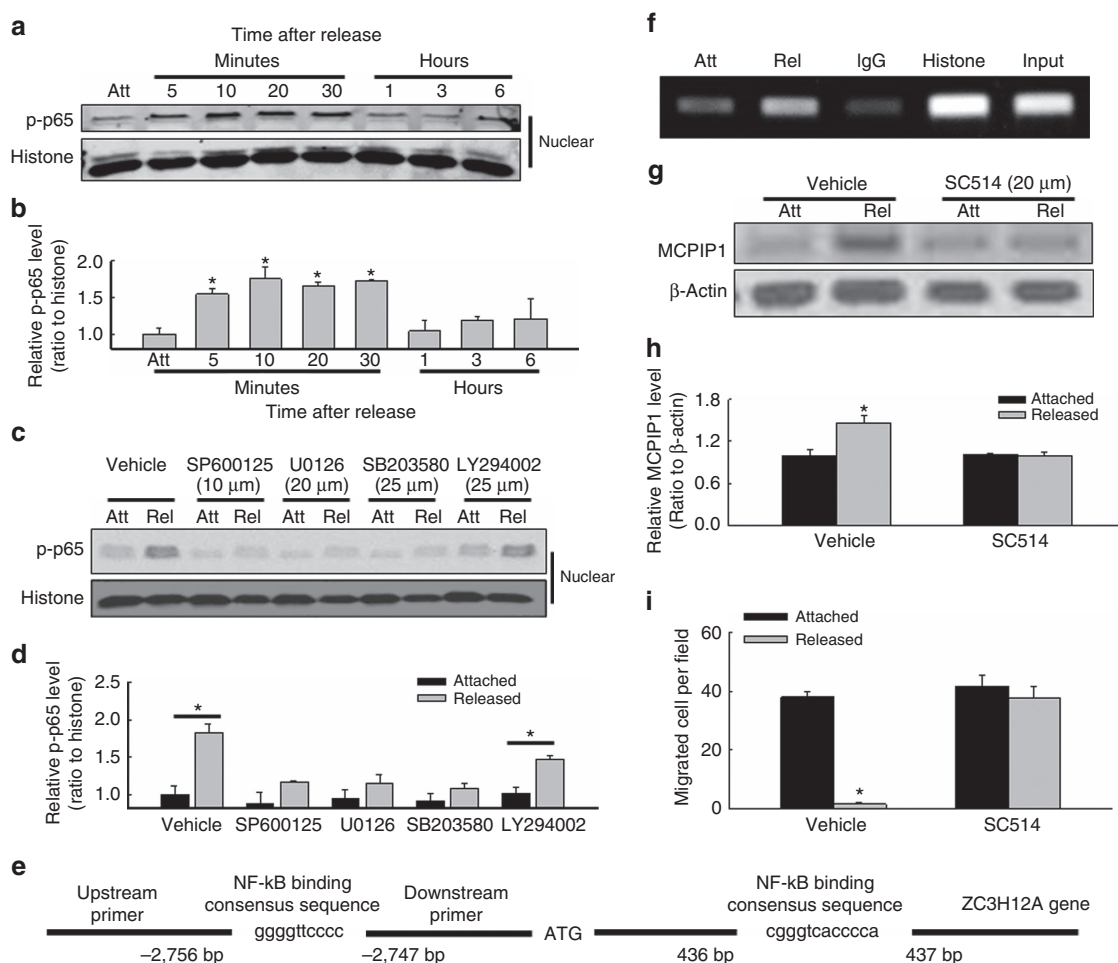 a
Time after release
Minutes Hours
Att 5 10 20 30 1 3 6
p-p65
Histone
Nuclear
b
Relative p-p65 level
(ratio to histone)
2.0
1.5
1.0
* * * *
Att 5 10 20 30 1 3 6
Minutes Hours
Time after release
c
Vehicle SP600125 U0126 SB203580 LY294002
(10 μm) (20 μm) (25 μm) (25 μm)
Att Rel Att Rel Att Rel Att Rel Att Rel
p-p65
Histone
Nuclear
d
Relative p-p65 level
(ratio to histone)
2.5
2.0
1.5
1.0
Attached
Released
* *
Vehicle SP600125 U0126 SB203580 LY294002
e
Upstream
primer
NF-kB binding
consensus sequence
Downstream
primer
NF-kB binding
consensus sequence
ZC3H12A gene
ggggttcccc ATG cgggtcacccca
–2,756 bp –2,747 bp 436 bp 437 bp
f
Att Rel IgG Histone Input
g
Vehicle SC514 (20 μm)
Att Rel Att Rel
MCPIP1
β-Actin
h
Relative MCPIP1 level
(Ratio to β-actin)
1.8
1.2
0.6
0.0
*
Attached
Released
Vehicle SC514
i
Attached
Released
Migrated cell per field
60
40
20
0
*
Vehicle SC514